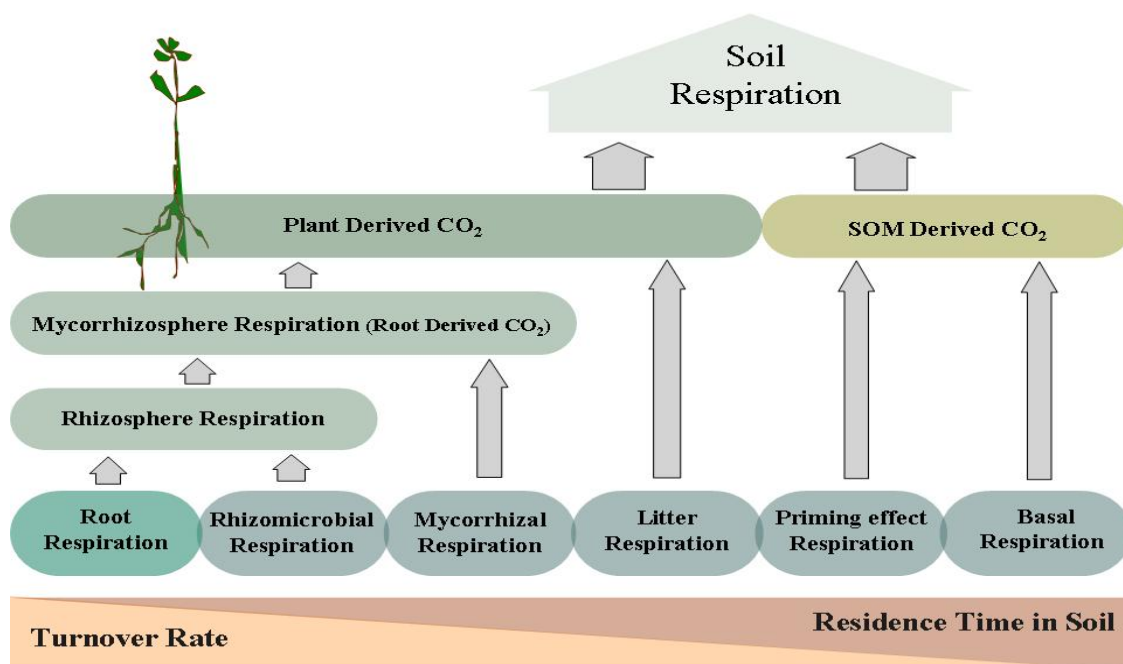 Soil
Respiration
Plant Derived CO₂
SOM Derived CO₂
Mycorrhizosphere Respiration (Root Derived CO₂)
Rhizosphere Respiration
Root
Respiration
Rhizomicrobial
Respiration
Mycorrhizal
Respiration
Litter
Respiration
Priming effect
Respiration
Basal
Respiration
Turnover Rate
Residence Time in Soil